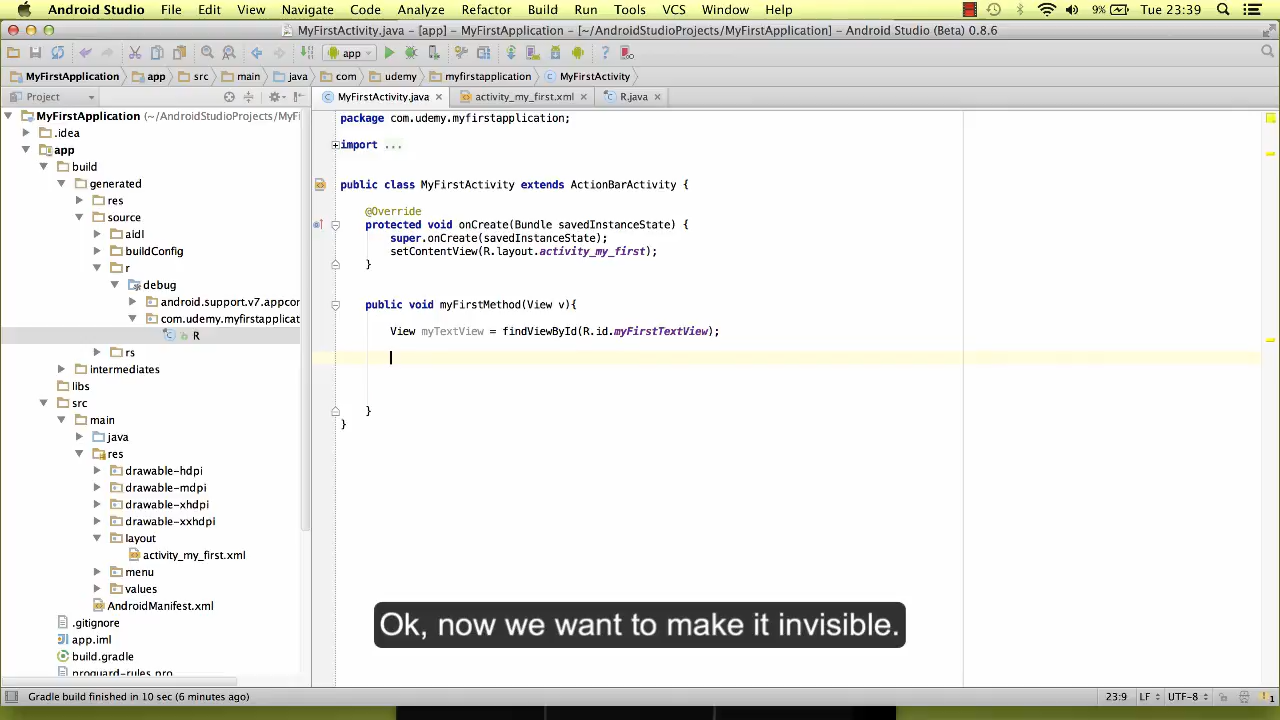 Android Studio File Edit View Navigate Code Analyze Refactor Build Run Tools VCS Window Help 9% Tue 23:39
MyFirstActivity.java - [app] - MyFirstApplication - [~/AndroidStudioProjects/MyFirstApplication] - Android Studio (Beta) 0.8.6
app
MyFirstApplication app src main java com udemy myfirstapplication MyFirstActivity
Project MyFirstActivity.java activity_my_first.xml R.java
MyFirstApplication (~/AndroidStudioProjects/MyFi
.idea
app
build
generated
res
source
aidl
buildConfig
r
debug
android.support.v7.appcor
com.udemy.myfirstapplicat
R
rs
intermediates
libs
src
main
java
res
drawable-hdpi
drawable-mdpi
drawable-xhdpi
drawable-xxhdpi
layout
activity_my_first.xml
menu
values
AndroidManifest.xml
.gitignore
app.iml
build.gradle
proguard-rules.pro
package com.udemy.myfirstapplication;
import ...
public class MyFirstActivity extends ActionBarActivity {
@Override
protected void onCreate(Bundle savedInstanceState) {
super.onCreate(savedInstanceState);
setContentView(R.layout.activity_my_first);
}
public void myFirstMethod(View v){
View myTextView = findViewById(R.id.myFirstTextView);
}
}
Ok, now we want to make it invisible.
Gradle build finished in 10 sec (6 minutes ago) 23:9 LF UTF-8 1